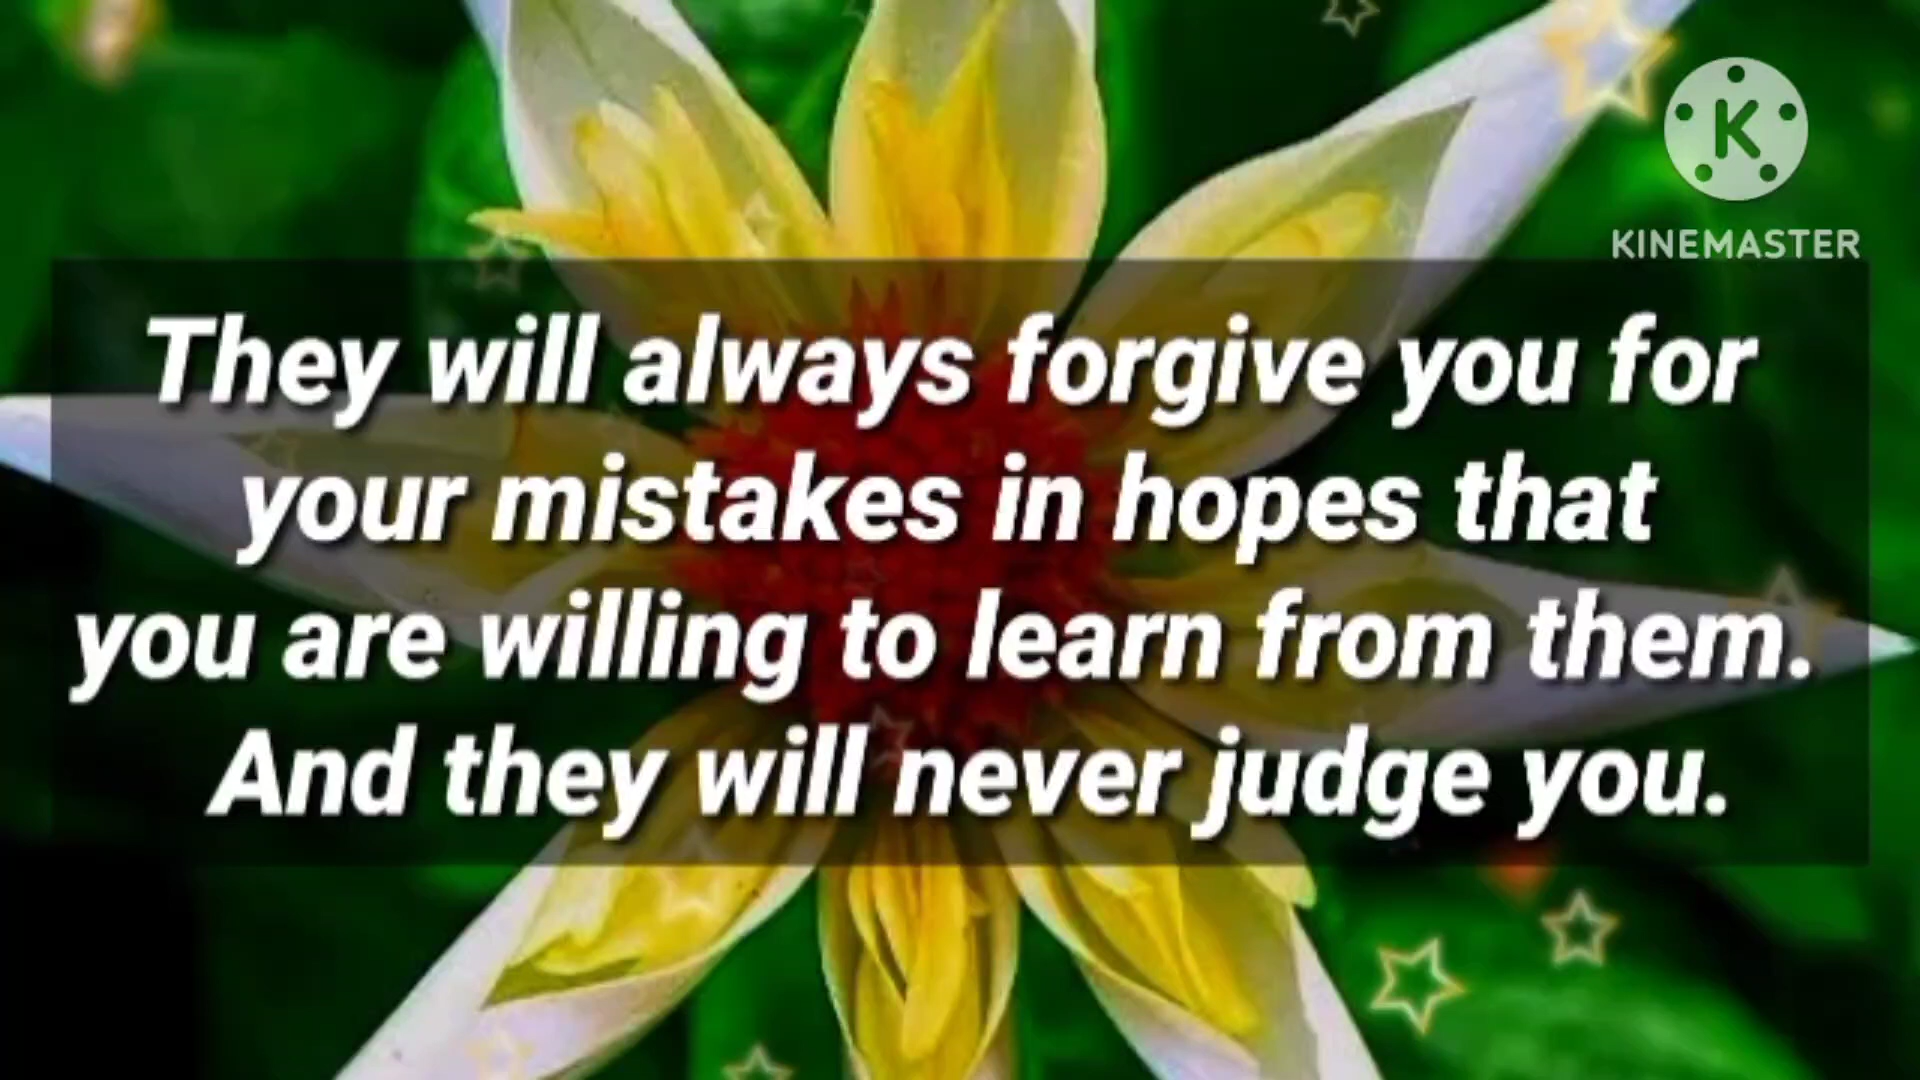 K
KINEMASTER
They will always forgive you for
your mistakes in hopes that
you are willing to learn from them.
And they will never judge you.